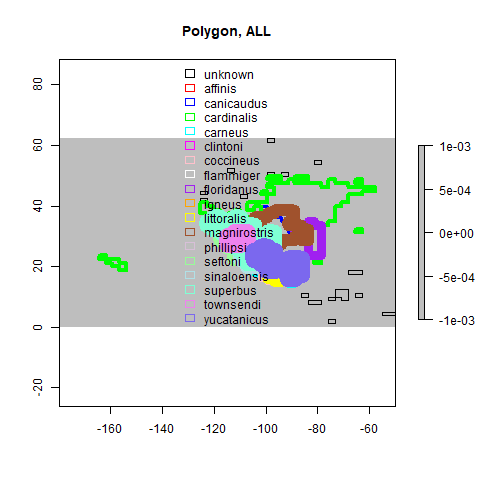 Polygon, ALL
unknown
affinis
canicaudus
cardinalis
carneus
clintoni
coccineus
flammiger
floridanus
igneus
littoralis
magnirostris
phillipsi
seftoni
sinaloensis
superbus
townsendi
yucatanicus
80
60
40
20
0
-20
-160
-140
-120
-100
-80
-60
1e-03
5e-04
0e+00
-5e-04
-1e-03